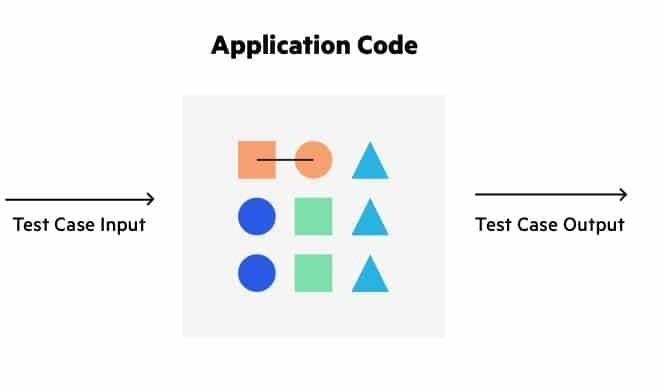 Application Code
Test Case Input
Test Case Output